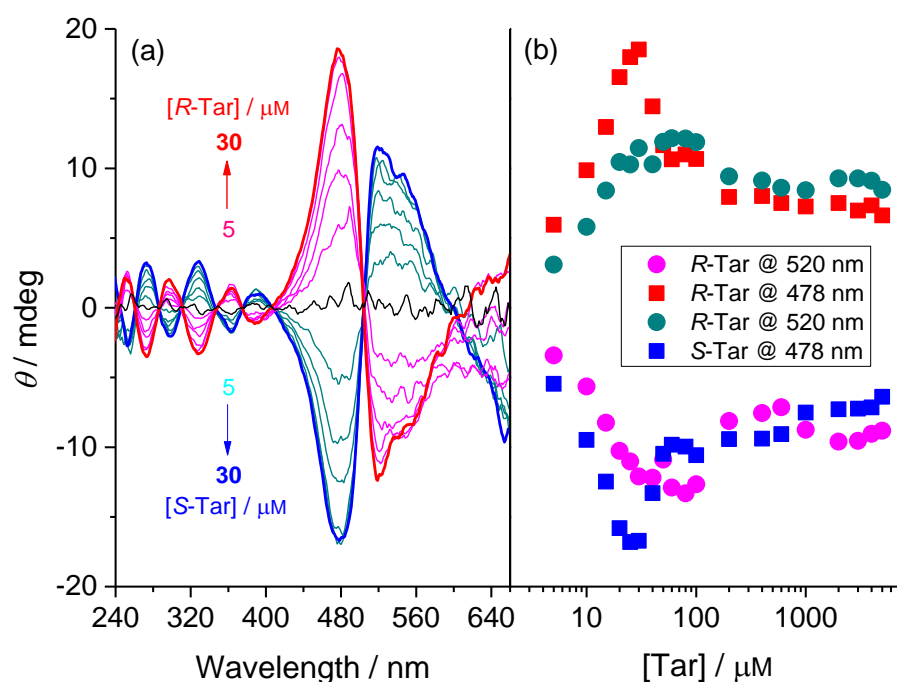 (a)
(b)
[R-Tar] / μM
30
5
5
30
[S-Tar] / μM
R-Tar @ 520 nm
R-Tar @ 478 nm
R-Tar @ 520 nm
S-Tar @ 478 nm
20
10
0
-10
-20
θ / mdeg
240 320 400 480 560 640
10 100 1000
Wavelength / nm
[Tar] / μM